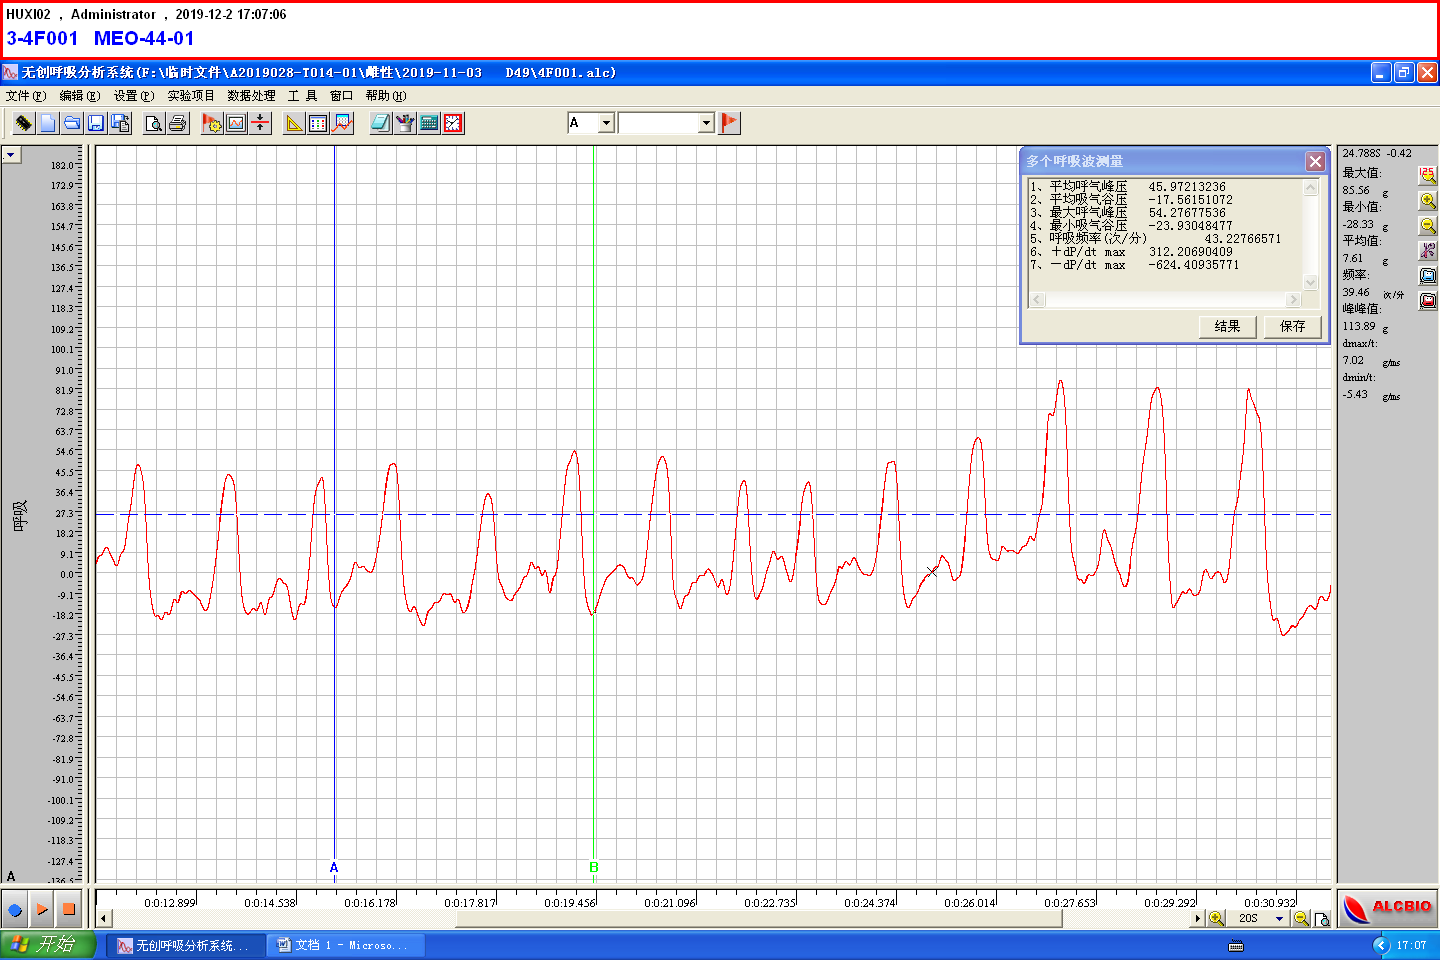 HUXI02 , Administrator , 2019-12-2 17:07:06
3-4F001 MEO-44-01
无创呼吸分析系统(F:\临时文件\A2019028-T014-01\雌性\2019-11-03 D49\4F001.alc)
文件(F) 编辑(E) 设置(P) 实验项目 数据处理 工 具 窗口 帮助(H)
A
182.0
172.9
163.8
154.7
145.6
136.5
127.4
118.3
109.2
100.1
91.0
81.9
72.8
63.7
54.6
45.5
36.4
27.3
18.2
9.1
0.0
-9.1
-18.2
-27.3
-36.4
-45.5
-54.6
-63.7
-72.8
-81.9
-91.0
-100.1
-109.2
-118.3
-127.4
-136.5
呼吸
A
多个呼吸波测量
1、平均呼气峰压 45.97213236
2、平均吸气谷压 -17.56151072
3、最大呼气峰压 54.27677536
4、最小吸气谷压 -23.93048477
5、呼吸频率(次/分) 43.22766571
6、＋dP/dt max 312.20690409
7、－dP/dt max -624.40935771
结果 保存
24.788S -0.42
最大值:
85.56 g
最小值:
-28.33 g
平均值:
7.61 g
频率:
39.46 次/分
峰峰值:
113.89 g
dmax/t:
7.02 g/ms
dmin/t:
-5.43 g/ms
125
A B
0:0:12.899 0:0:14.538 0:0:16.178 0:0:17.817 0:0:19.456 0:0:21.096 0:0:22.735 0:0:24.374 0:0:26.014 0:0:27.653 0:0:29.292 0:0:30.932
20S
ALCBIO
开始 无创呼吸分析系统... 文档 1 - Microso... 17:07